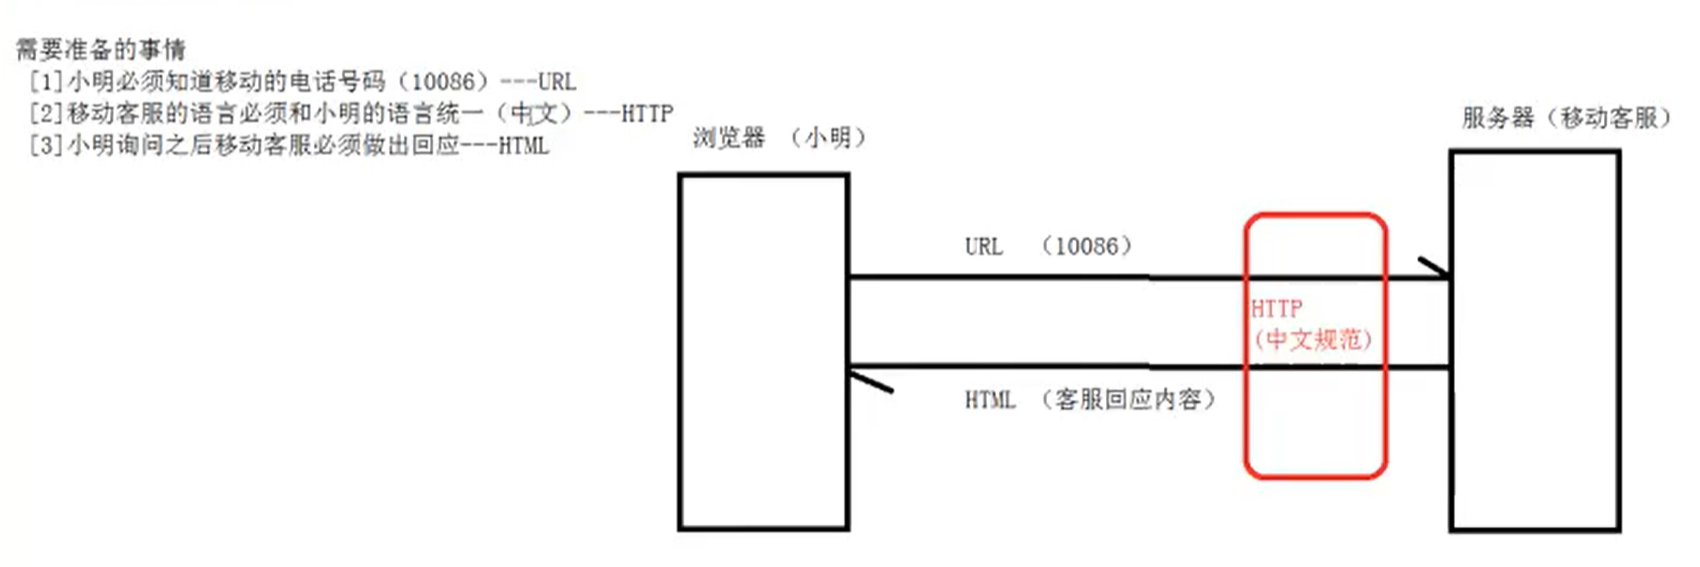 需要准备的事情
[1]小明必须知道移动的电话号码（10086）---URL
[2]移动客服的语言必须和小明的语言统一（中文）---HTTP
[3]小明询问之后移动客服必须做出回应---HTML
浏览器 （小明）
服务器（移动客服）
URL （10086）
HTTP
（中文规范）
HTML （客服回应内容）